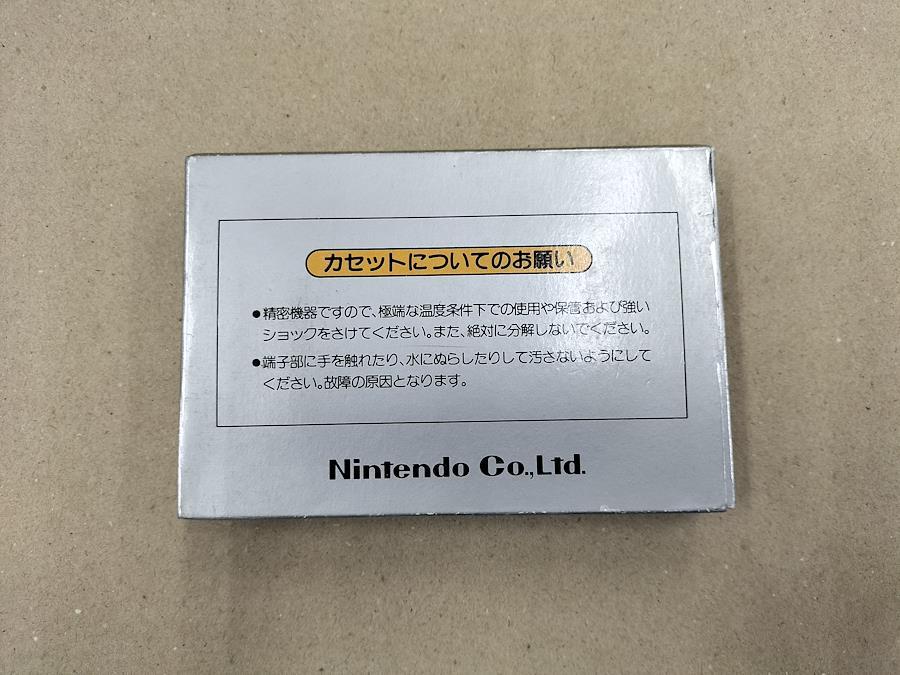 カセットについてのお願い
●精密機器ですので、極端な温度条件下での使用や保管および強い
ショックをさけてください。また、絶対に分解しないでください。
●端子部に手を触れたり、水にぬらしたりして汚さないようにして
ください。故障の原因となります。
Nintendo Co.,Ltd.